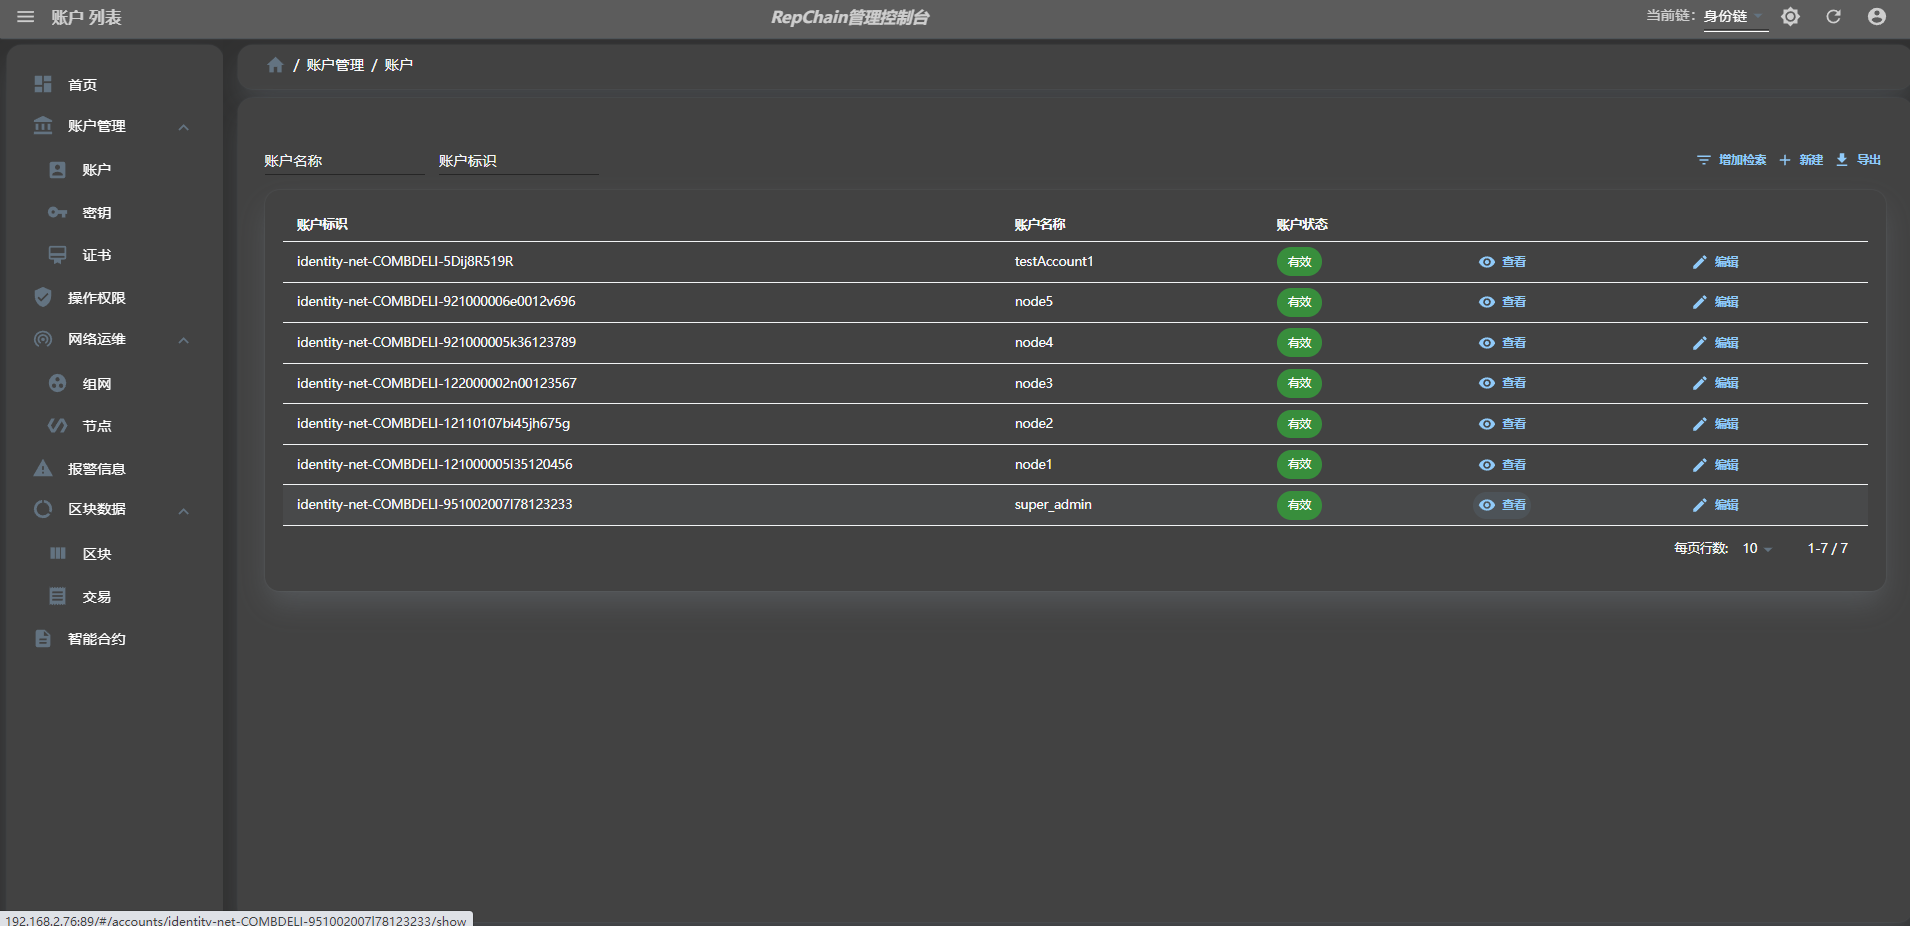 账户 列表
RepChain管理控制台
当前链: 身份链
首页
账户管理
账户
密钥
证书
操作权限
网络运维
组网
节点
报警信息
区块数据
区块
交易
智能合约
/ 账户管理 / 账户
账户名称 账户标识
增加检索 新建 导出
账户标识 账户名称 账户状态
identity-net-COMBDELI-5Dij8R519R testAccount1 有效 查看 编辑
identity-net-COMBDELI-921000006e0012v696 node5 有效 查看 编辑
identity-net-COMBDELI-921000005k36123789 node4 有效 查看 编辑
identity-net-COMBDELI-122000002n00123567 node3 有效 查看 编辑
identity-net-COMBDELI-12110107bi45jh675g node2 有效 查看 编辑
identity-net-COMBDELI-121000005l35120456 node1 有效 查看 编辑
identity-net-COMBDELI-951002007l78123233 super_admin 有效 查看 编辑
每页行数: 10 1-7 / 7
192.168.2.76:89/#/accounts/identity-net-COMBDELI-951002007l78123233/show